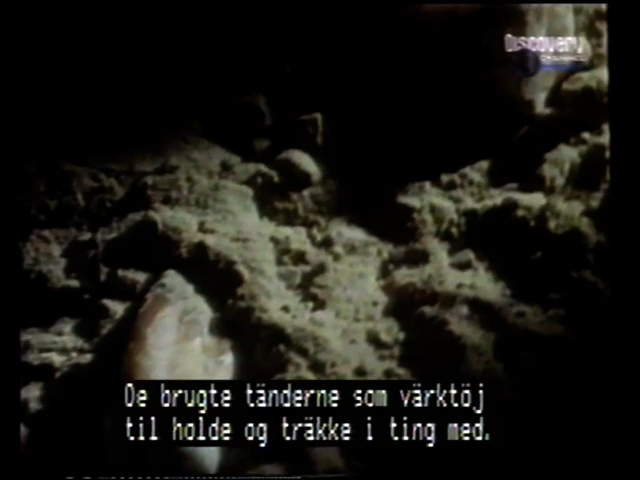 Discovery
De brugte tänderne som värktöj
til holde og träkke i ting med.